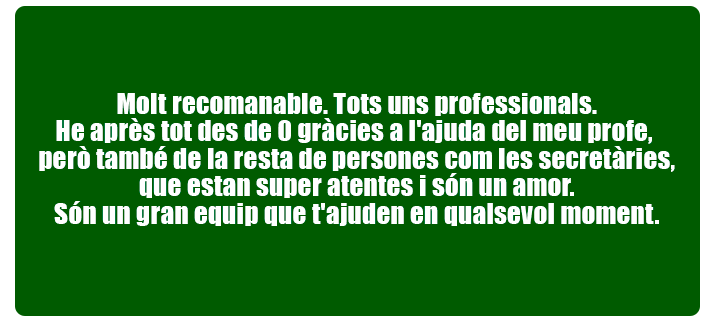 Molt recomanable. Tots uns professionals.
He après tot des de 0 gràcies a l'ajuda del meu profe,
però també de la resta de persones com les secretàries,
que estan super atentes i són un amor.
Són un gran equip que t'ajuden en qualsevol moment.